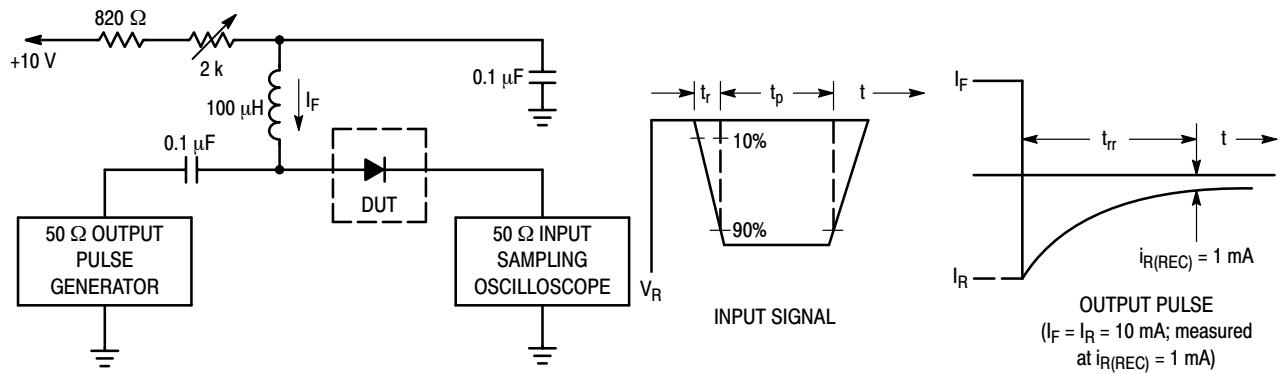 820 Ω
+10 V
2 k
100 µH
I_F
0.1 µF
0.1 µF
DUT
50 Ω OUTPUT
PULSE
GENERATOR
50 Ω INPUT
SAMPLING
OSCILLOSCOPE
t_r
t_p
t
10%
90%
V_R
INPUT SIGNAL
I_F
t_rr
t
I_R
i_R(REC) = 1 mA
OUTPUT PULSE
(I_F = I_R = 10 mA; measured
at i_R(REC) = 1 mA)